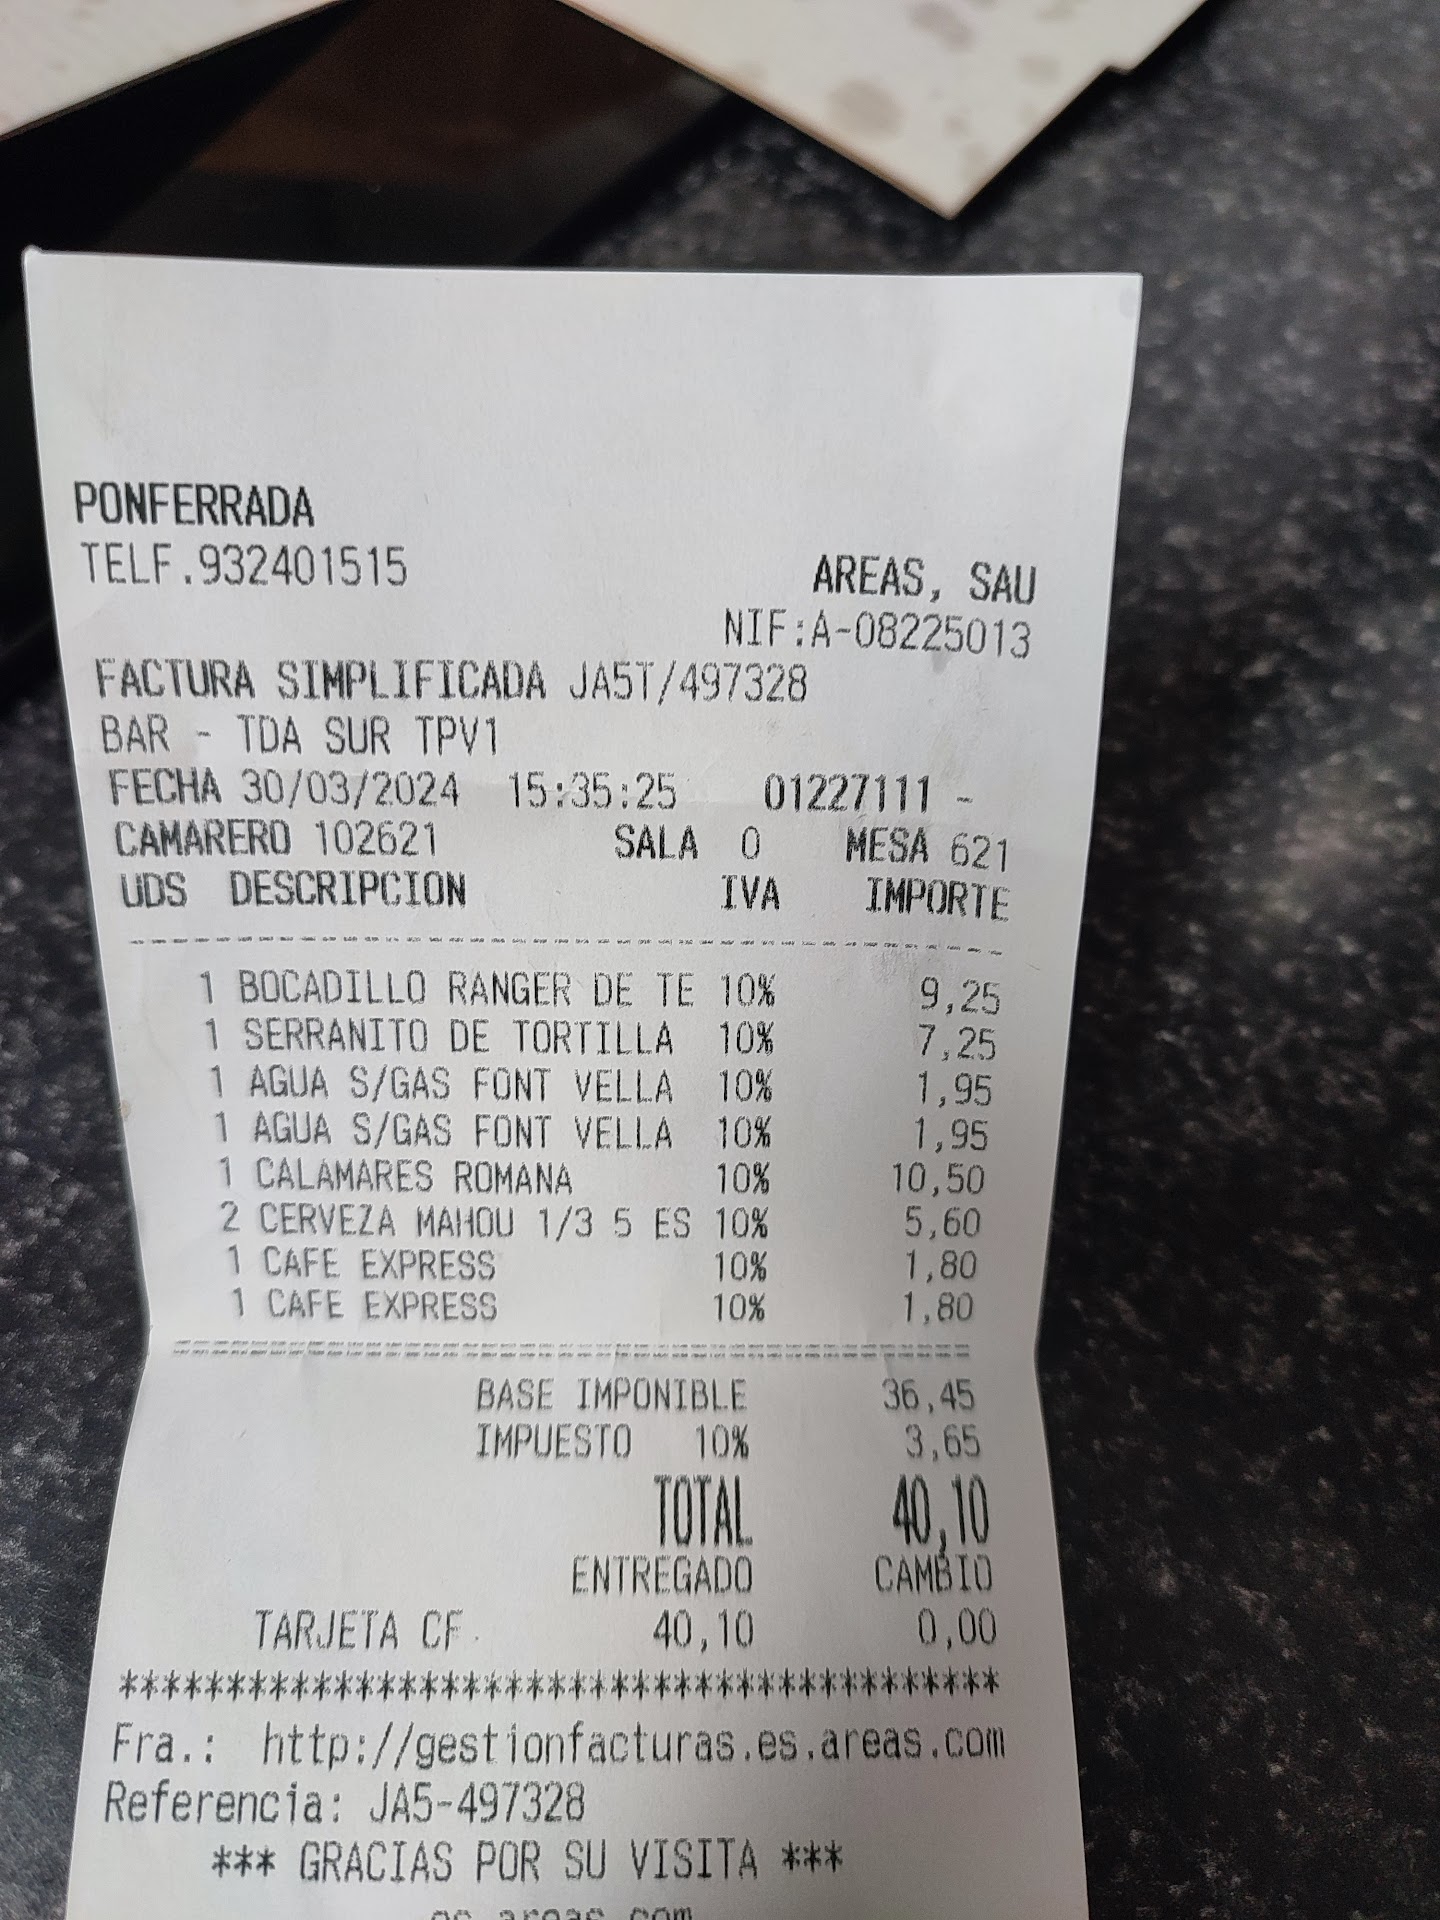 PONFERRADA
TELF.932401515
AREAS, SAU
NIF:A-08225013
FACTURA SIMPLIFICADA JA5T/497328
BAR - TDA SUR TPV1
FECHA 30/03/2024 15:35:25 01227111 -
CAMARERO 102621 SALA 0 MESA 621
UDS DESCRIPCION IVA IMPORTE
1 BOCADILLO RANGER DE TE 10% 9,25
1 SERRANITO DE TORTILLA 10% 7,25
1 AGUA S/GAS FONT VELLA 10% 1,95
1 AGUA S/GAS FONT VELLA 10% 1,95
1 CALAMARES ROMANA 10% 10,50
2 CERVEZA MAHOU 1/3 5 ES 10% 5,60
1 CAFE EXPRESS 10% 1,80
1 CAFE EXPRESS 10% 1,80
BASE IMPONIBLE 36,45
IMPUESTO 10% 3,65
TOTAL 40,10
ENTREGADO CAMBIO
TARJETA CF. 40,10 0,00
*****************************************
Fra.: http://gestionfacturas.es.areas.com
Referencia: JA5-497328
*** GRACIAS POR SU VISITA ***
es.areas.com